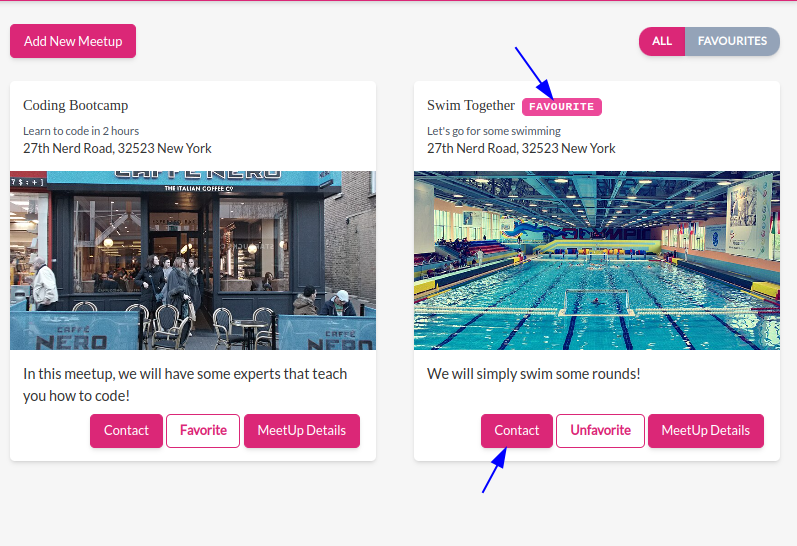 Add New Meetup
ALL FAVOURITES
Coding Bootcamp
Learn to code in 2 hours
27th Nerd Road, 32523 New York
CAFFÈ NERO
THE ITALIAN COFFEE Cº
CAFFÈ
NERO
CAFFÈ
NERO
In this meetup, we will have some experts that teach
you how to code!
Contact Favorite MeetUp Details
Swim Together FAVOURITE
Let's go for some swimming
27th Nerd Road, 32523 New York
We will simply swim some rounds!
Contact Unfavorite MeetUp Details